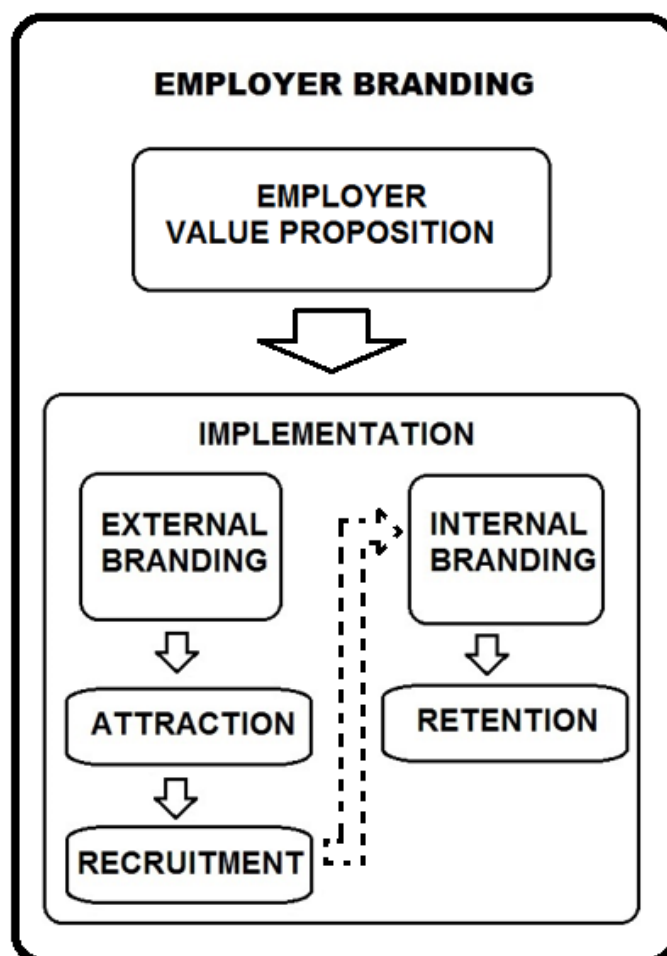 EMPLOYER BRANDING
EMPLOYER
VALUE PROPOSITION
IMPLEMENTATION
EXTERNAL
BRANDING
ATTRACTION
RECRUITMENT
INTERNAL
BRANDING
RETENTION